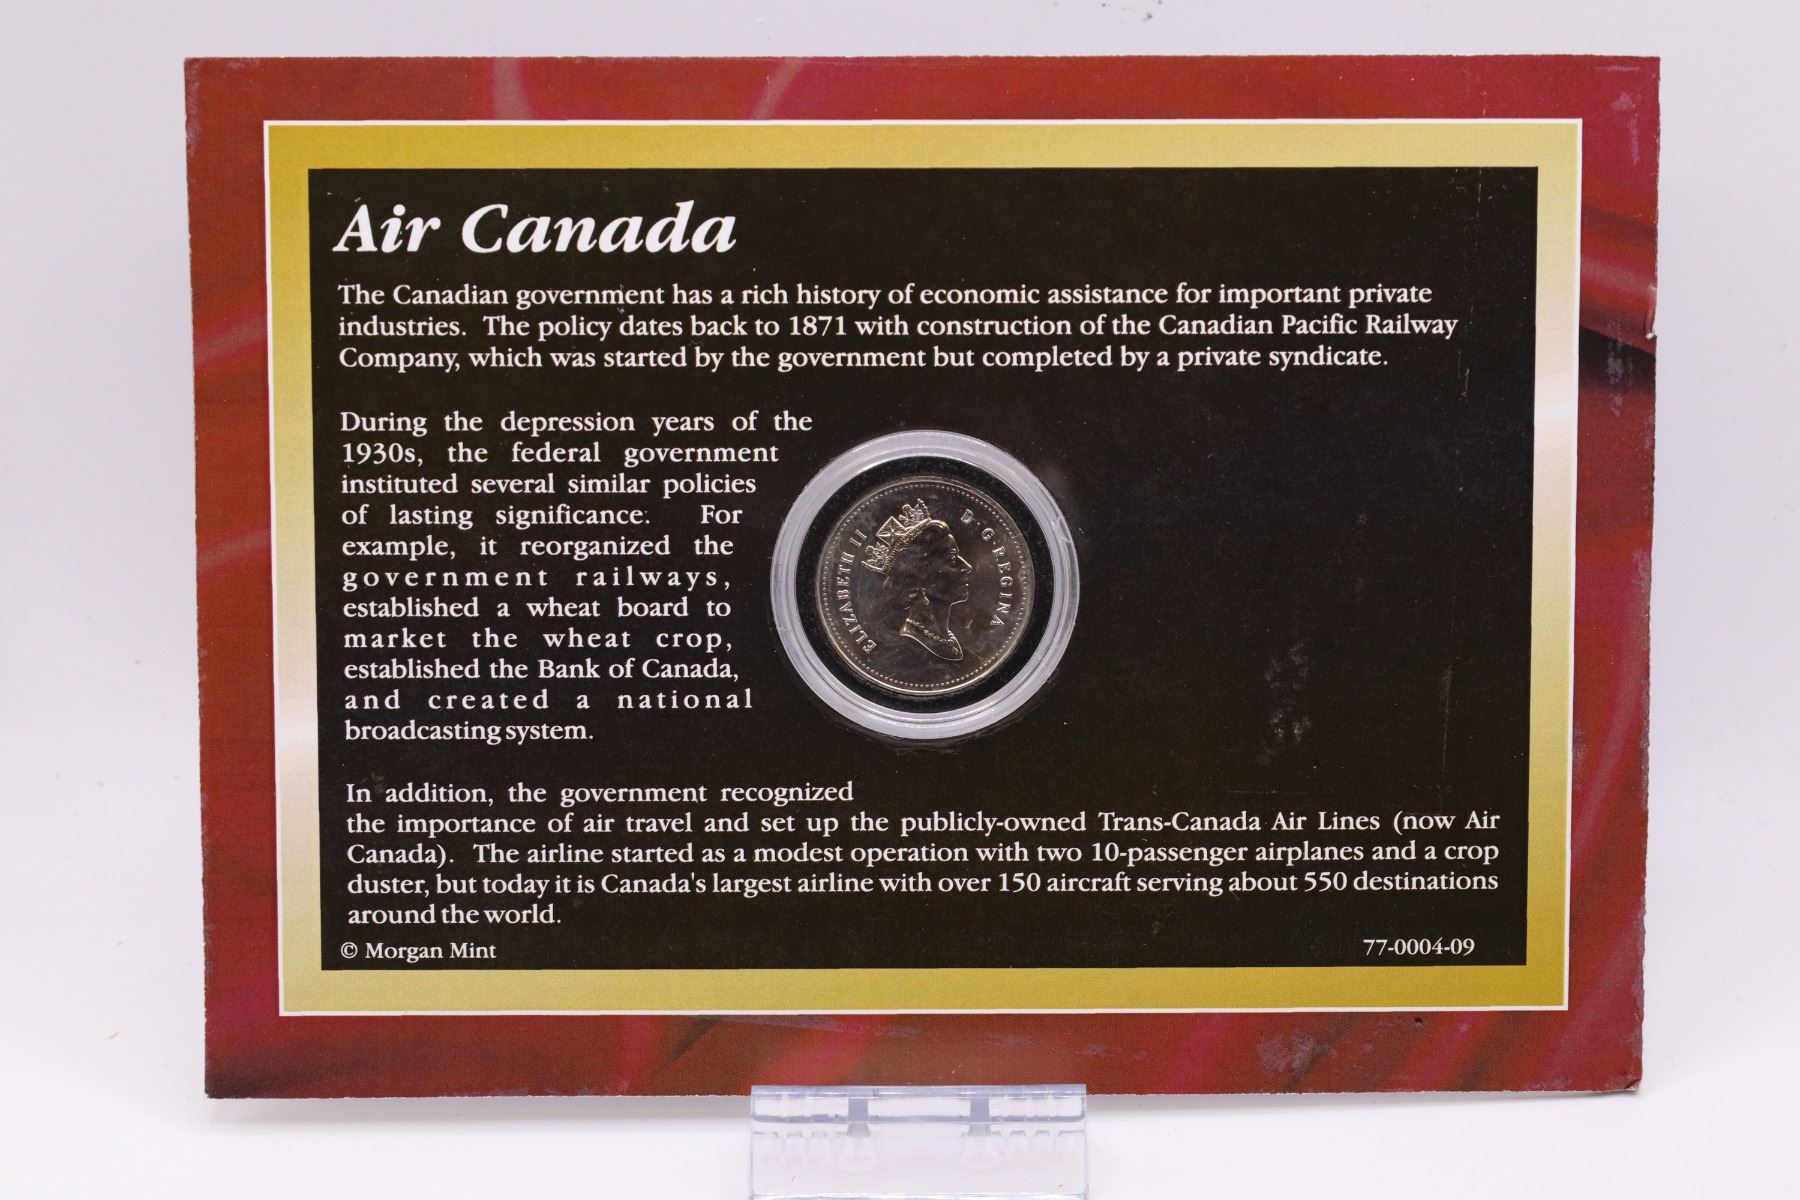 Air Canada
The Canadian government has a rich history of economic assistance for important private
industries. The policy dates back to 1871 with construction of the Canadian Pacific Railway
Company, which was started by the government but completed by a private syndicate.
During the depression years of the
1930s, the federal government
instituted several similar policies
of lasting significance. For
example, it reorganized the
government railways,
established a wheat board to
market the wheat crop,
established the Bank of Canada,
and created a national
broadcasting system.
ELIZABETH II D·G·REGINA
In addition, the government recognized
the importance of air travel and set up the publicly-owned Trans-Canada Air Lines (now Air
Canada). The airline started as a modest operation with two 10-passenger airplanes and a crop
duster, but today it is Canada's largest airline with over 150 aircraft serving about 550 destinations
around the world.
© Morgan Mint
77-0004-09